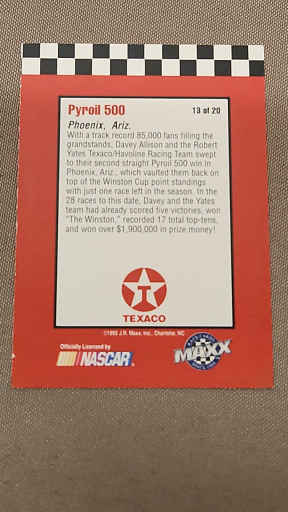 Pyroil 500 13 of 20
Phoenix, Ariz.
With a track record 85,000 fans filling the
grandstands, Davey Allison and the Robert
Yates Texaco/Havoline Racing Team swept
to their second straight Pyroil 500 win in
Phoenix, Ariz., which vaulted them back on
top of the Winston Cup point standings
with just one race left in the season. In the
28 races to this date, Davey and the Yates
team had already scored five victories, won
"The Winston," recorded 17 total top-tens,
and won over $1,900,000 in prize money!
T
TEXACO
J.R. Maxx, Inc., Charlotte, NC
Officially Licensed by
NASCAR
MAXX